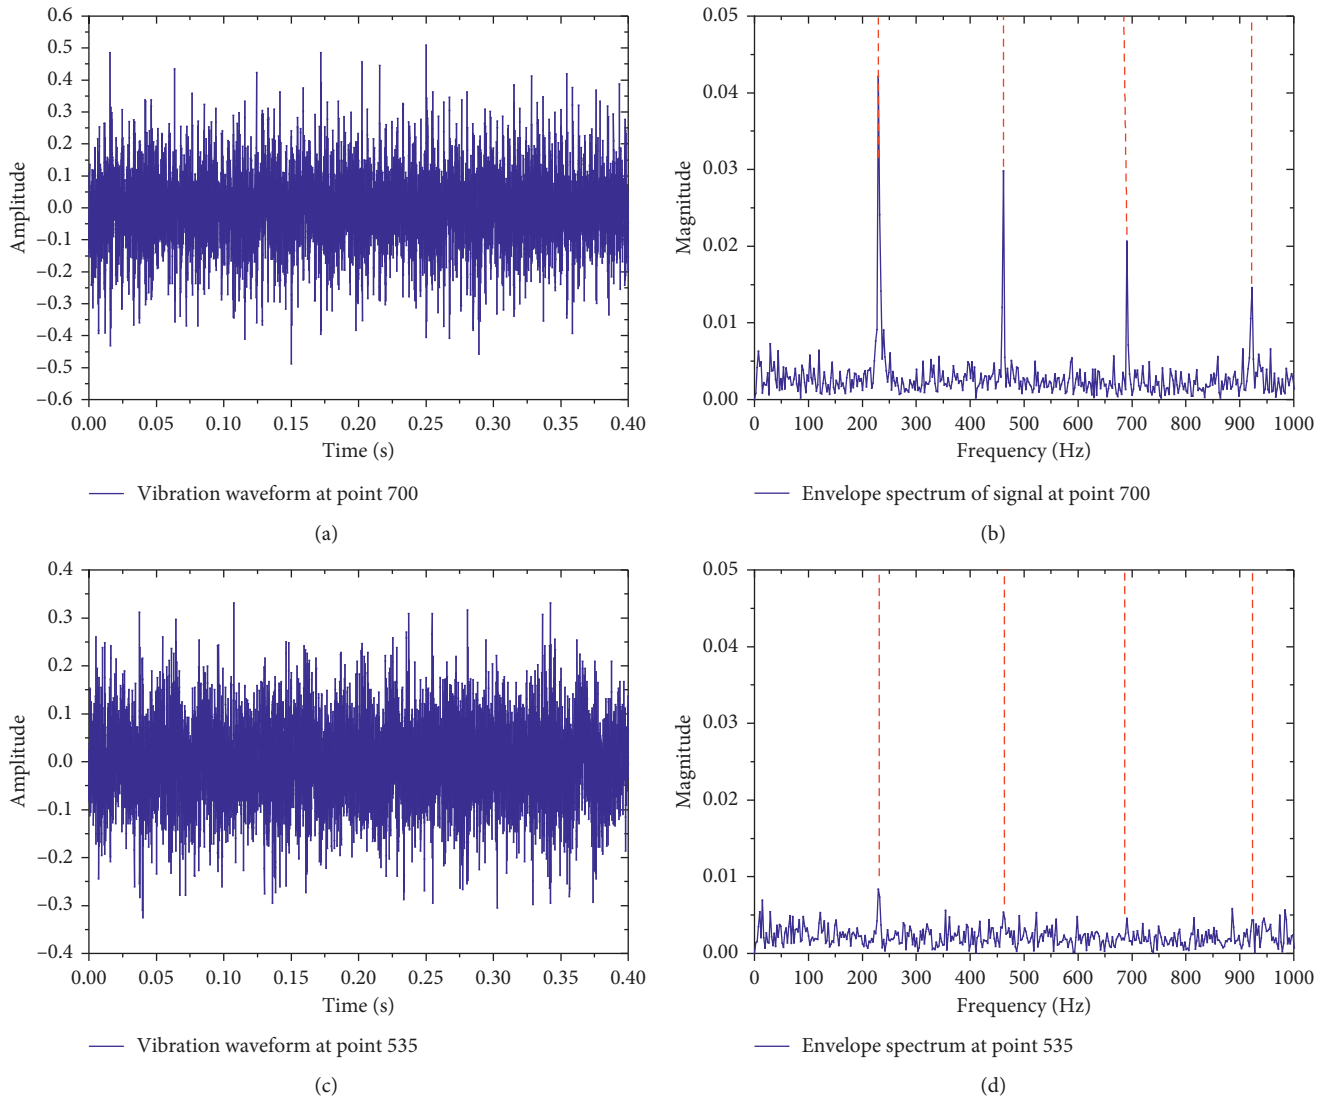 0.6
0.5
0.4
0.3
0.2
0.1
0.0
−0.1
−0.2
−0.3
−0.4
−0.5
−0.6
Amplitude
0.00 0.05 0.10 0.15 0.20 0.25 0.30 0.35 0.40
Time (s)
Vibration waveform at point 700
(a)
0.05
0.04
0.03
0.02
0.01
0.00
Magnitude
0 100 200 300 400 500 600 700 800 900 1000
Frequency (Hz)
Envelope spectrum of signal at point 700
(b)
0.4
0.3
0.2
0.1
0.0
−0.1
−0.2
−0.3
−0.4
Amplitude
0.00 0.05 0.10 0.15 0.20 0.25 0.30 0.35 0.40
Time (s)
Vibration waveform at point 535
(c)
0.05
0.04
0.03
0.02
0.01
0.00
Magnitude
0 100 200 300 400 500 600 700 800 900 1000
Frequency (Hz)
Envelope spectrum at point 535
(d)